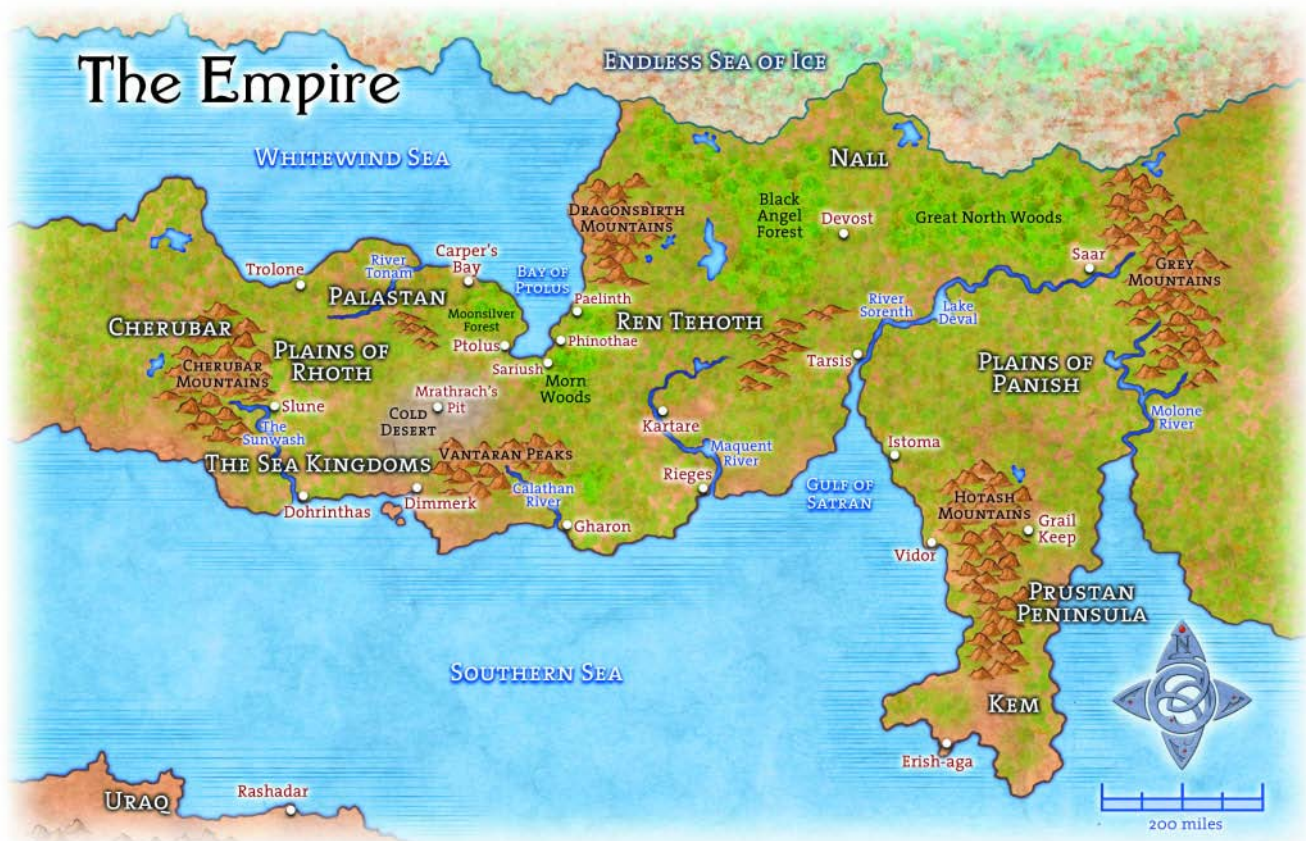 The Empire
Endless Sea of Ice
Whitewind Sea
Nall
Black
Angel
Forest
Devost
Great North Woods
Dragonsbirth
Mountains
Saar
Grey
Mountains
Trolone
River
Tonam
Carper's
Bay
Bay of
Ptolus
Palastan
Moonsilver
Forest
Paelinth
Ren Tehoth
River
Sorenth
Lake
Deval
Cherubar
Ptolus
Phinothae
Sariush
Morn
Woods
Tarsis
Plains of
Rhoth
Plains of
Panish
Cherubar
Mountains
Mrathrach's
Pit
Cold
Desert
Slune
The
Sunwash
Kartare
Molone
River
Istoma
The Sea Kingdoms
Vantaran Peaks
Maquent
River
Rieges
Calathan
River
Gulf of
Satran
Dohrinthas
Dimmerk
Gharon
Hotash
Mountains
Grail
Keep
Vidor
Prustan
Peninsula
Southern Sea
Kem
N
Erish-aga
Uraq
Rashadar
200 miles